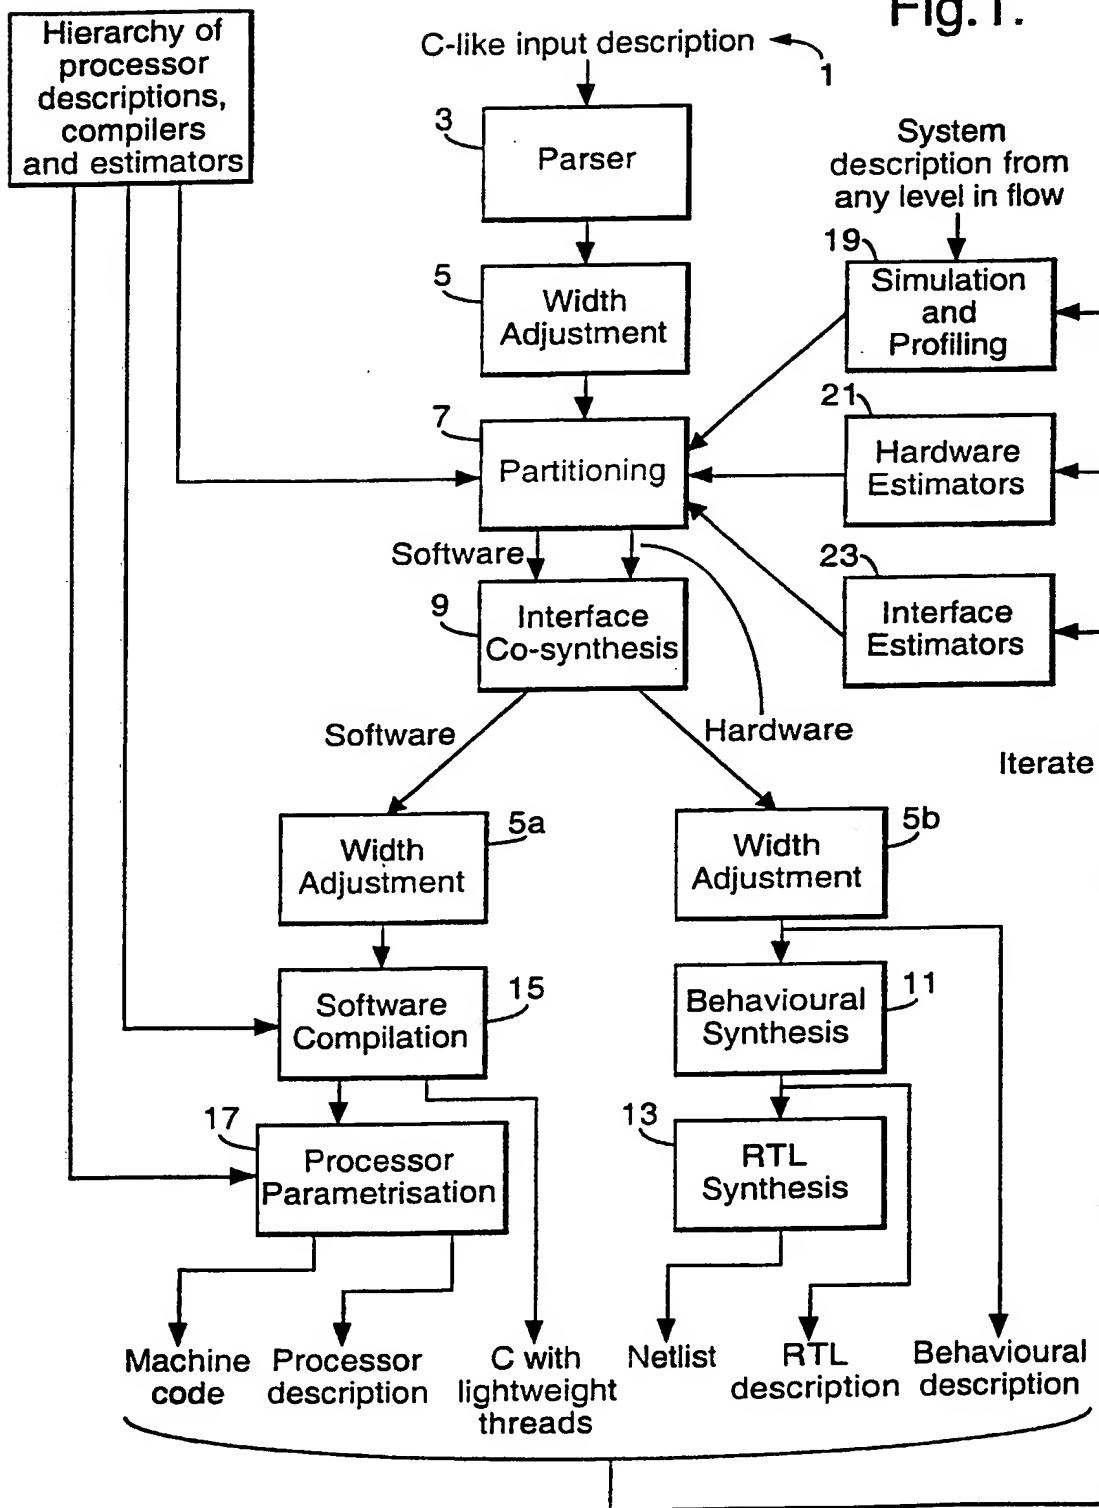 Fig.1.
Hierarchy of
processor
descriptions,
compilers
and estimators
C-like input description
1
3
Parser
System
description from
any level in flow
5
Width
Adjustment
19
Simulation
and
Profiling
7
Partitioning
21
Hardware
Estimators
Software
9
Interface
Co-synthesis
23
Interface
Estimators
Software
Hardware
Iterate
5a
Width
Adjustment
5b
Width
Adjustment
15
Software
Compilation
11
Behavioural
Synthesis
17
Processor
Parametrisation
13
RTL
Synthesis
Machine
code
Processor
description
C with
lightweight
threads
Netlist
RTL
description
Behavioural
description